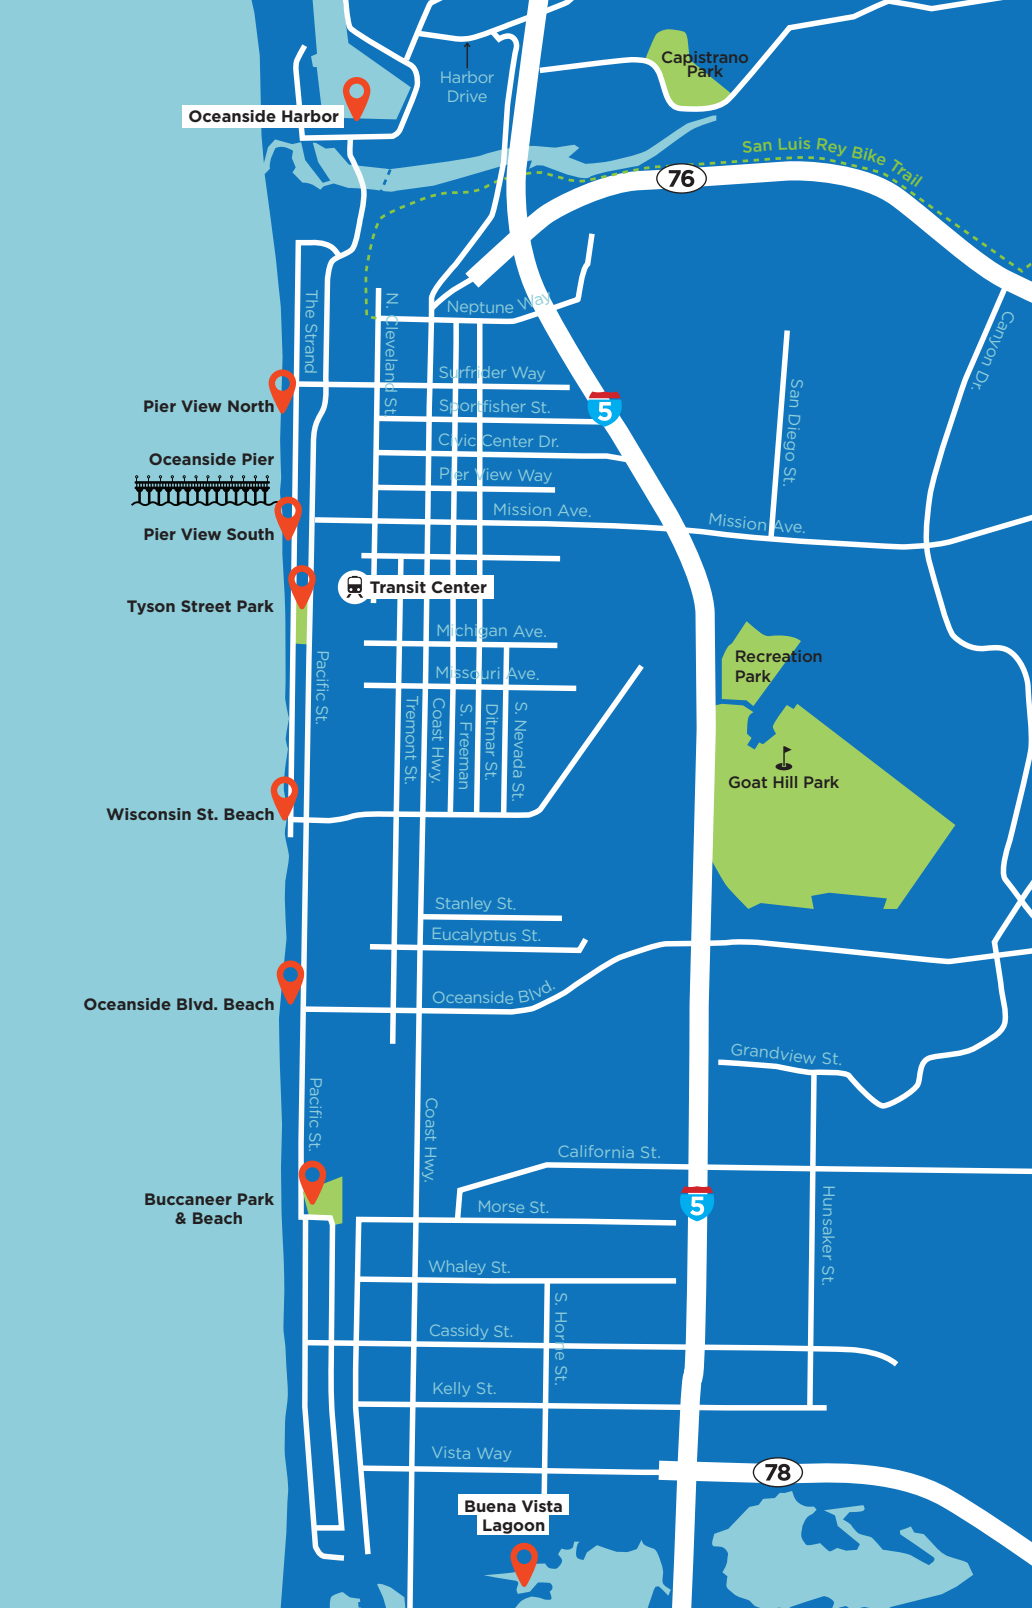 Capistrano
Park
Harbor
Drive
Oceanside Harbor
San Luis Rey Bike Trail
76
The Strand
N. Cleveland St.
Neptune Way
Canyon Dr.
Surfrider Way
San Diego St.
Pier View North
Sportfisher St.
5
Civic Center Dr.
Oceanside Pier
Pier View Way
Mission Ave.
Mission Ave.
Pier View South
Transit Center
Tyson Street Park
Michigan Ave.
Pacific St.
Recreation
Park
Missouri Ave.
Tremont St.
Coast Hwy.
S. Freeman
Ditmar St.
S. Nevada St.
Goat Hill Park
Wisconsin St. Beach
Stanley St.
Eucalyptus St.
Oceanside Blvd.
Oceanside Blvd. Beach
Grandview St.
Pacific St.
Coast Hwy.
California St.
Buccaneer Park
& Beach
Morse St.
5
Hunsaker St.
Whaley St.
S. Horne St.
Cassidy St.
Kelly St.
Vista Way
78
Buena Vista
Lagoon